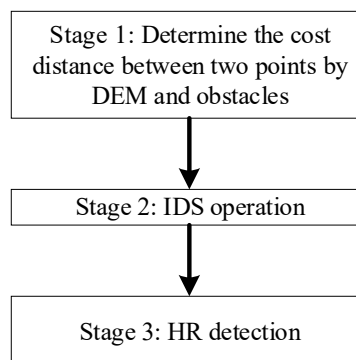 Stage 1: Determine the cost
distance between two points by
DEM and obstacles
Stage 2: IDS operation
Stage 3: HR detection